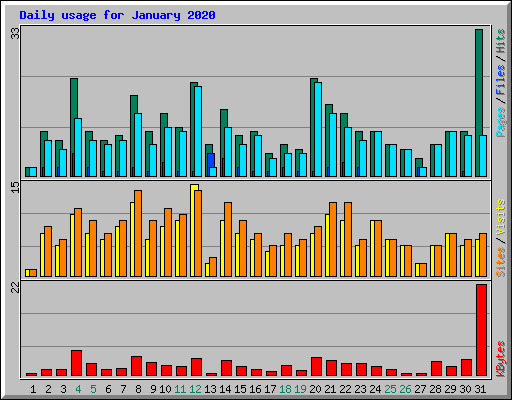 Daily usage for January 2020
33
Pages / Files / Hits
15
Sites / Visits
22
KBytes
1 2 3 4 5 6 7 8 9 10 11 12 13 14 15 16 17 18 19 20 21 22 23 24 25 26 27 28 29 30 31